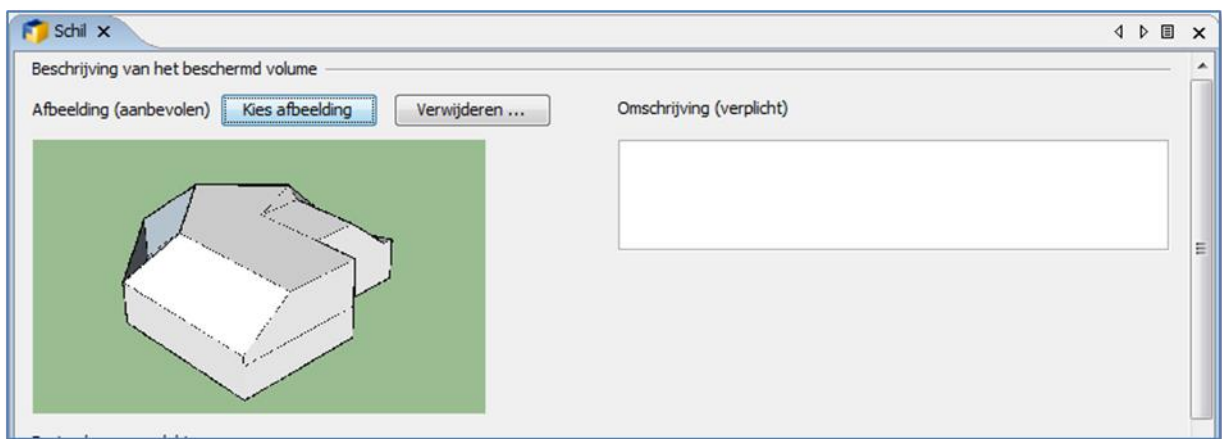 Schil
Beschrijving van het beschermd volume
Afbeelding (aanbevolen) Kies afbeelding Verwijderen ... Omschrijving (verplicht)